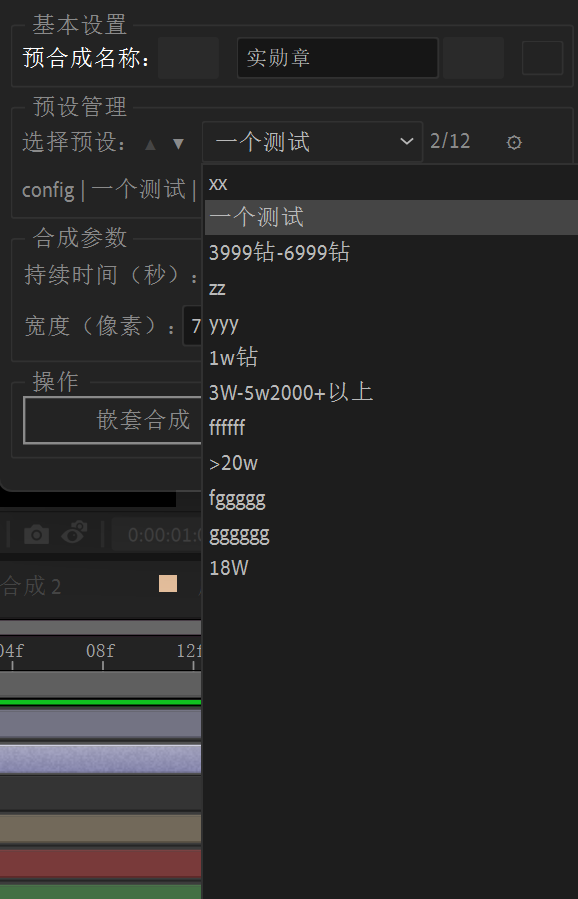 基本设置
预合成名称：
实勋章
预设管理
选择预设： ▲ ▼ 一个测试 2/12
config | 一个测试 |
xx
一个测试
3999钻-6999钻
zz
yyy
1w钻
3W-5w2000+以上
ffffff
>20w
fggggg
gggggg
18W
合成参数
持续时间（秒）：
宽度（像素）： 7
操作
嵌套合成
0:00:01:
合成 2
04f 08f 12f